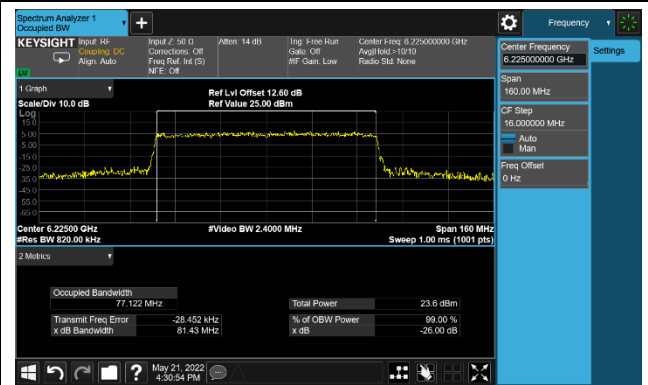 Spectrum Analyzer 1
Occupied BW
Frequency
KEYSIGHT
Input: RF
Coupling: DC
Align: Auto
Input Z: 50 Ω
Corrections: Off
Freq Ref: Int (S)
NFE: Off
Atten: 14 dB
Trig: Free Run
Gate: Off
#IF Gain: Low
Center Freq: 6.225000000 GHz
Avg|Hold:>10/10
Radio Std: None
Center Frequency
6.225000000 GHz
Settings
Span
160.00 MHz
CF Step
16.000000 MHz
Auto
Man
Freq Offset
0 Hz
1 Graph
Scale/Div 10.0 dB
Ref Lvl Offset 12.60 dB
Ref Value 25.00 dBm
Log
15.0
5.00
-5.00
-15.0
-25.0
-35.0
-45.0
-55.0
-65.0
Center 6.22500 GHz
#Res BW 820.00 kHz
#Video BW 2.4000 MHz
Span 160 MHz
Sweep 1.00 ms (1001 pts)
2 Metrics
Occupied Bandwidth
77.122 MHz
Total Power
23.6 dBm
Transmit Freq Error
-28.452 kHz
% of OBW Power
99.00 %
x dB Bandwidth
81.43 MHz
x dB
-26.00 dB
May 21, 2022
4:30:54 PM